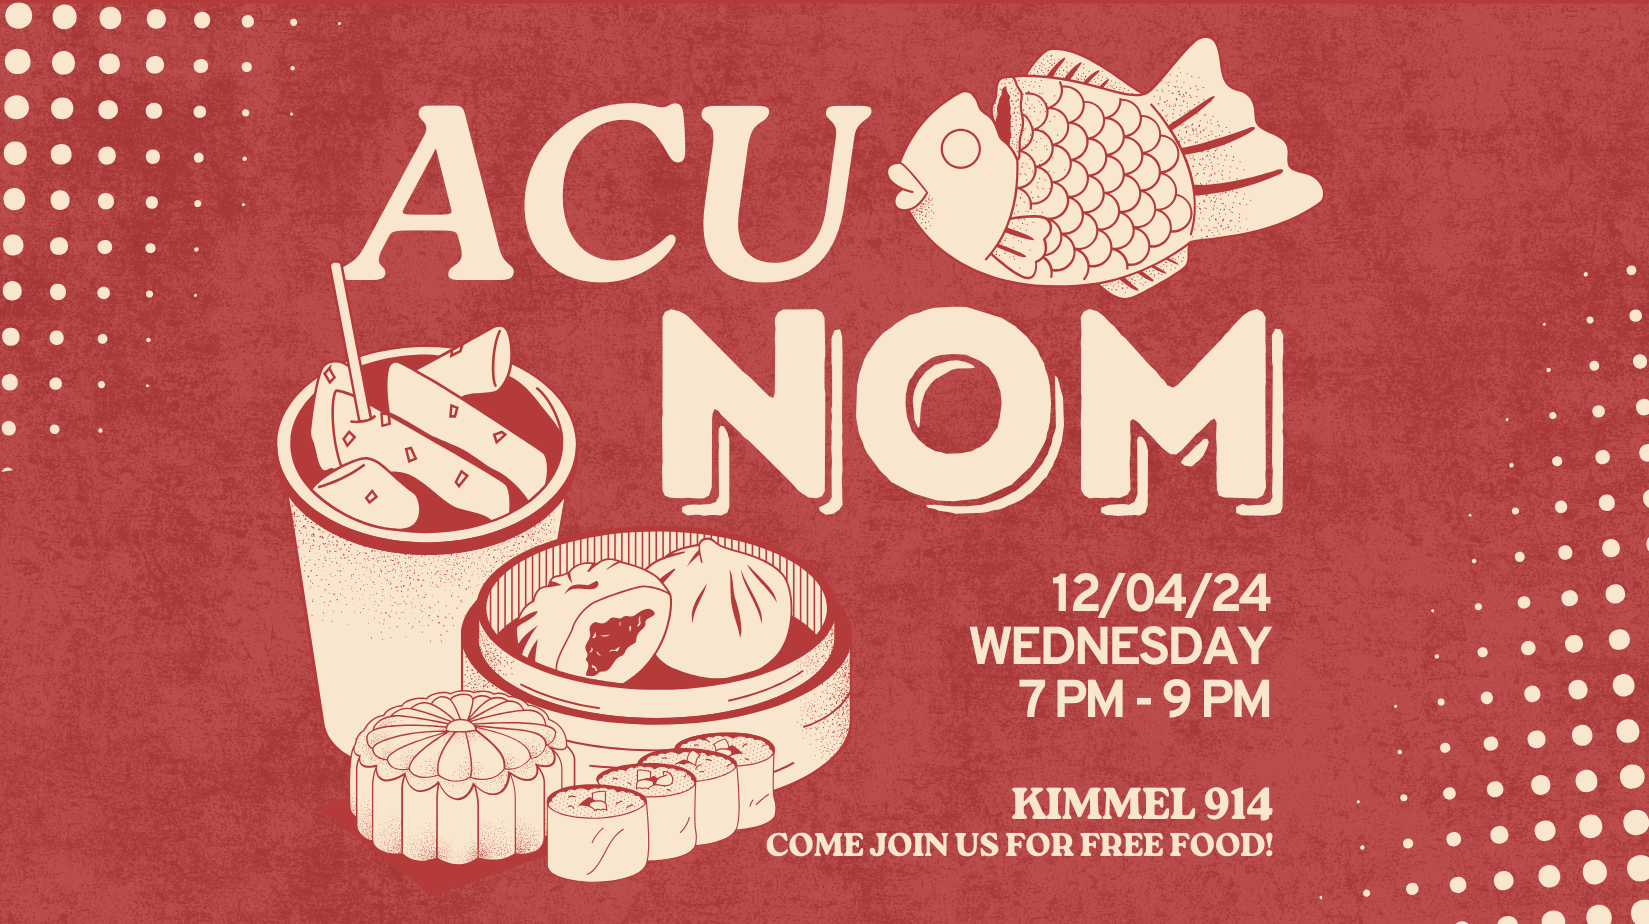 ACU
NOM
12/04/24
WEDNESDAY
7 PM - 9 PM
KIMMEL 914
COME JOIN US FOR FREE FOOD!